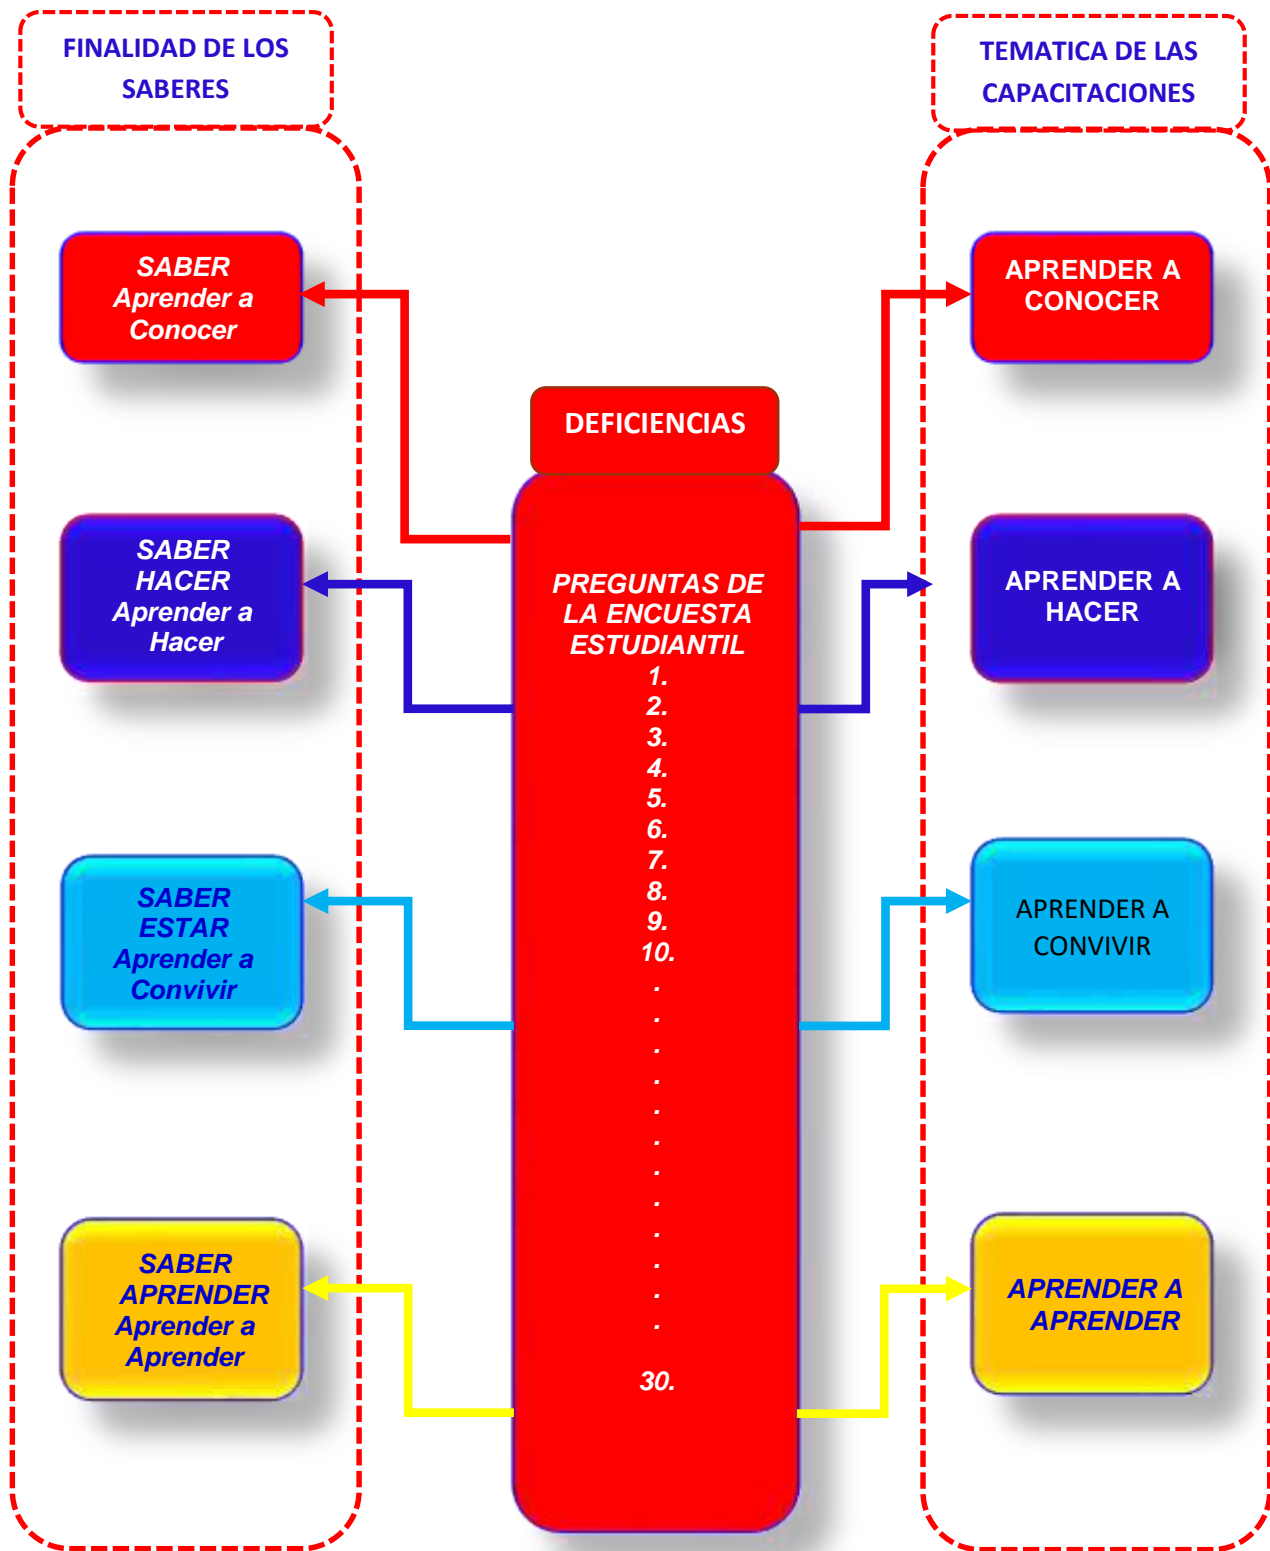 FINALIDAD DE LOS
SABERES
SABER
Aprender a
Conocer
SABER
HACER
Aprender a
Hacer
SABER
ESTAR
Aprender a
Convivir
SABER
APRENDER
Aprender a
Aprender
DEFICIENCIAS
PREGUNTAS DE
LA ENCUESTA
ESTUDIANTIL
1.
2.
3.
4.
5.
6.
7.
8.
9.
10.
.
.
.
.
.
.
.
.
.
.
.
.
30.
TEMATICA DE LAS
CAPACITACIONES
APRENDER A
CONOCER
APRENDER A
HACER
APRENDER A
CONVIVIR
APRENDER A
APRENDER